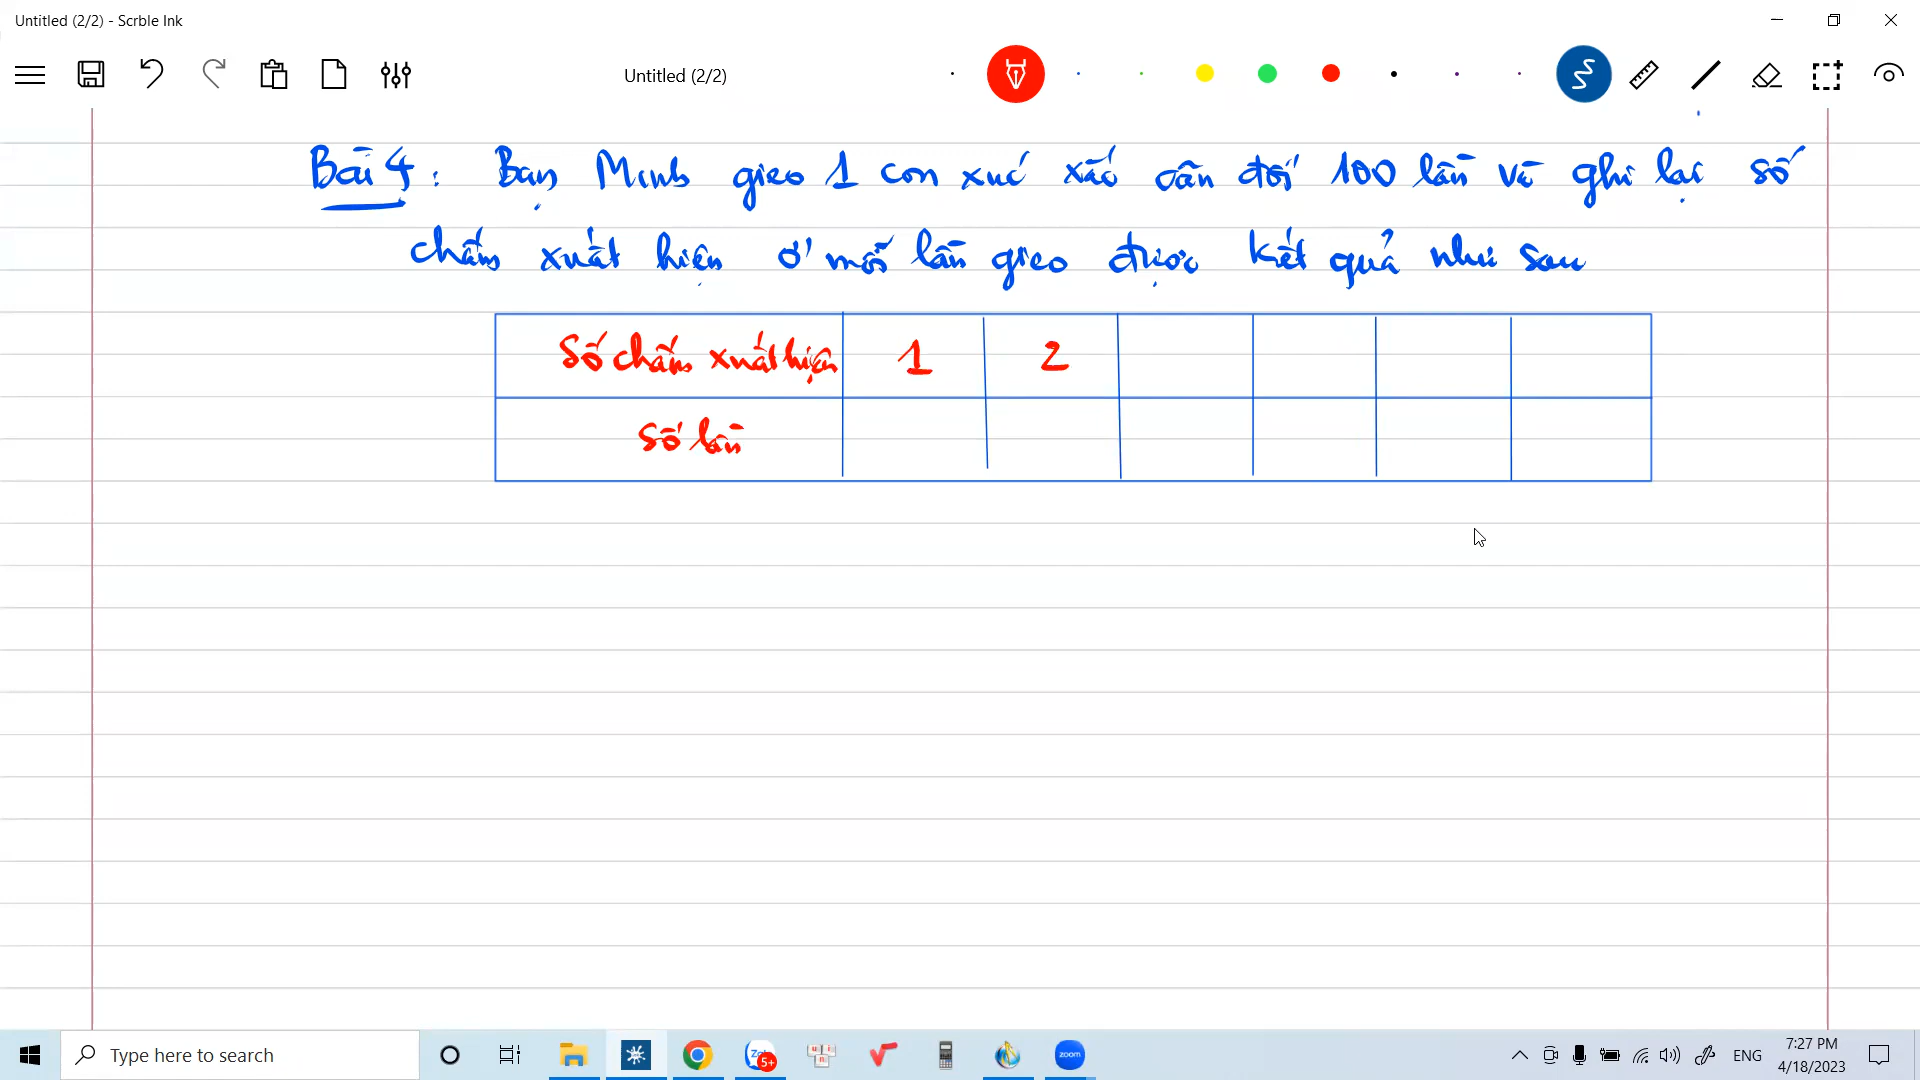 Untitled (2/2) - Scrble Ink
Untitled (2/2)
Bài 4: Bạn Minh gieo 1 con xúc xắc cân đối 100 lần và ghi lại số
chấm xuất hiện ở mỗi lần gieo được kết quả như sau
Số chấm xuất hiện 1 2
Số lần
Type here to search
5+
zoom
ENG
7:27 PM
4/18/2023